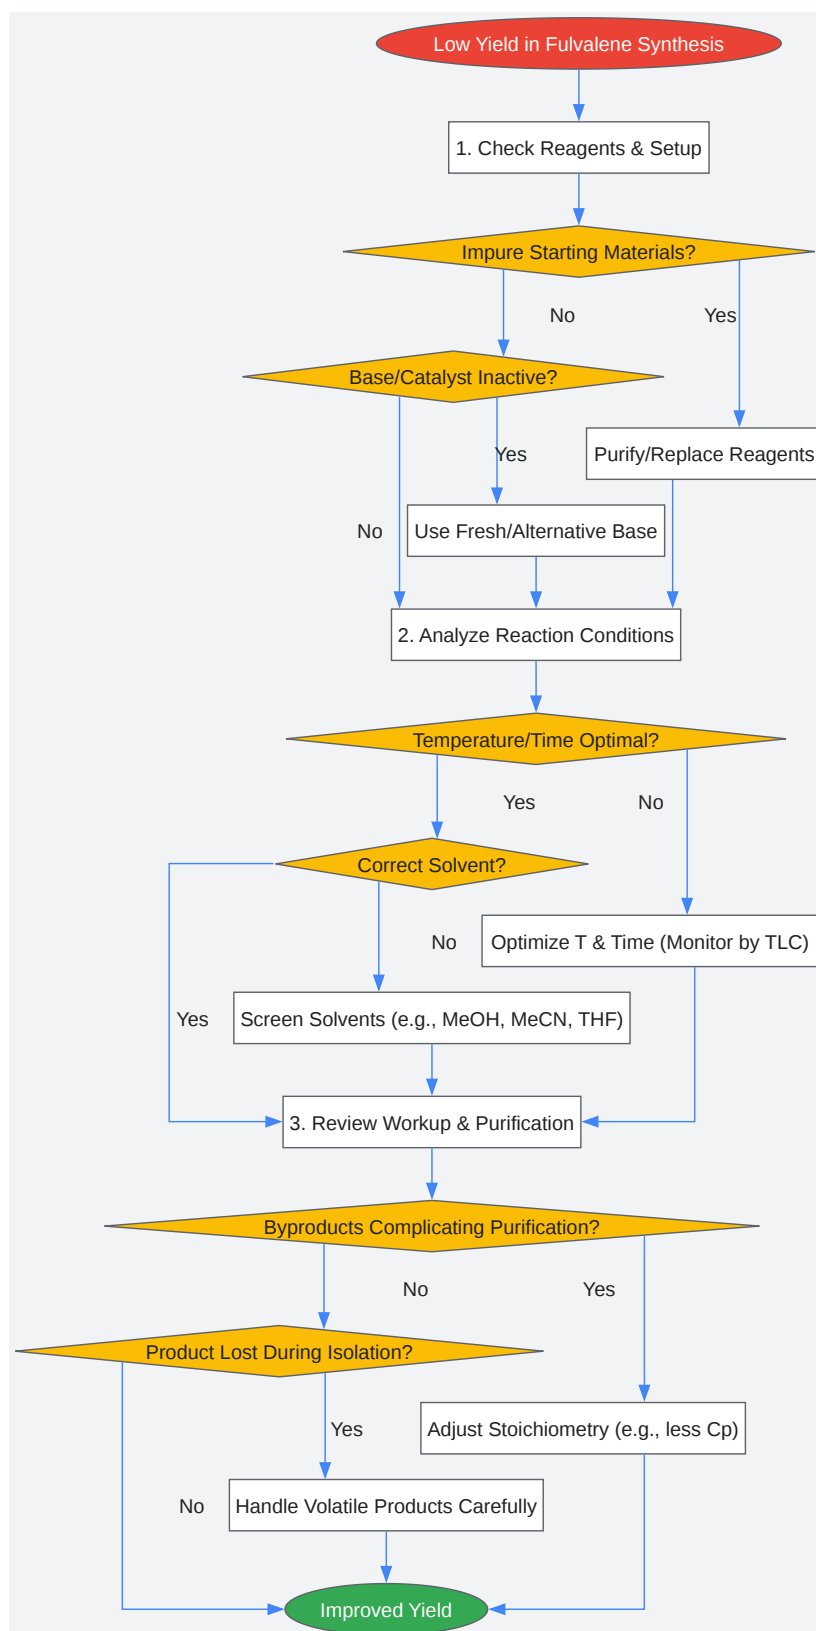 Low Yield in Fulvalene Synthesis
1. Check Reagents & Setup
Impure Starting Materials?
No
Yes
Base/Catalyst Inactive?
Yes
Purify/Replace Reagents
No
Use Fresh/Alternative Base
2. Analyze Reaction Conditions
Temperature/Time Optimal?
Yes
No
Correct Solvent?
No
Optimize T & Time (Monitor by TLC)
Yes
Screen Solvents (e.g., MeOH, MeCN, THF)
3. Review Workup & Purification
Byproducts Complicating Purification?
No
Yes
Product Lost During Isolation?
Yes
Adjust Stoichiometry (e.g., less Cp)
No
Handle Volatile Products Carefully
Improved Yield